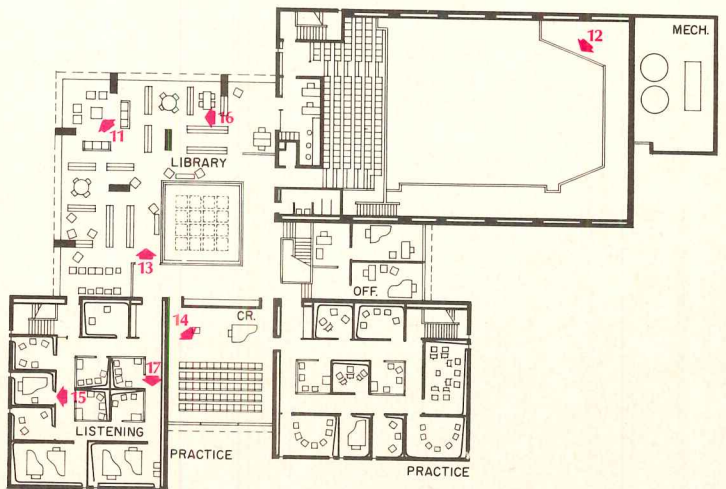 MECH.
12
11
16
LIBRARY
13
OFF.
14
CR.
17
15
LISTENING
PRACTICE
PRACTICE